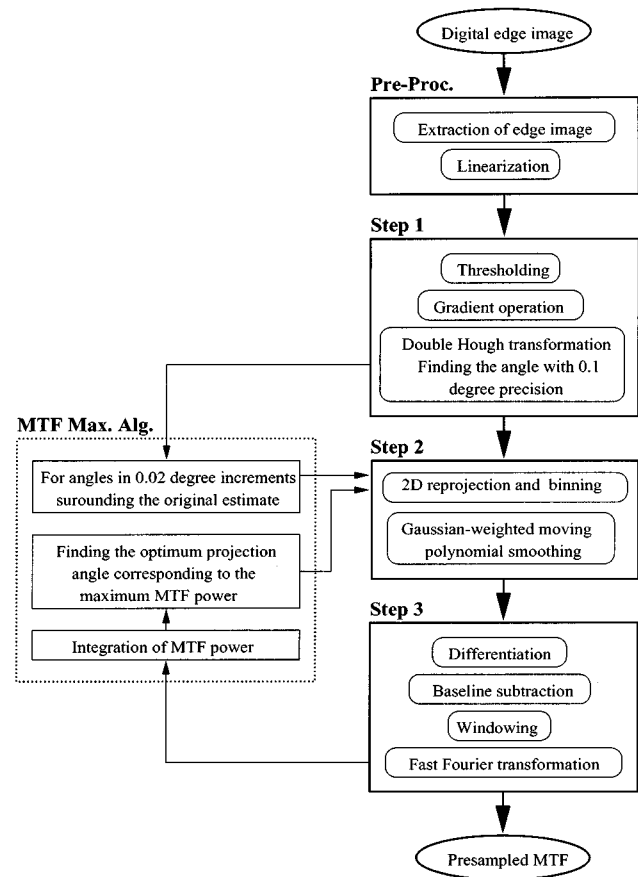 Digital edge image
Pre-Proc.
Extraction of edge image
Linearization
Step 1
Thresholding
Gradient operation
Double Hough transformation
Finding the angle with 0.1
degree precision
MTF Max. Alg.
For angles in 0.02 degree increments
surounding the original estimate
Finding the optimum projection
angle corresponding to the
maximum MTF power
Integration of MTF power
Step 2
2D reprojection and binning
Gaussian-weighted moving
polynomial smoothing
Step 3
Differentiation
Baseline subtraction
Windowing
Fast Fourier transformation
Presampled MTF